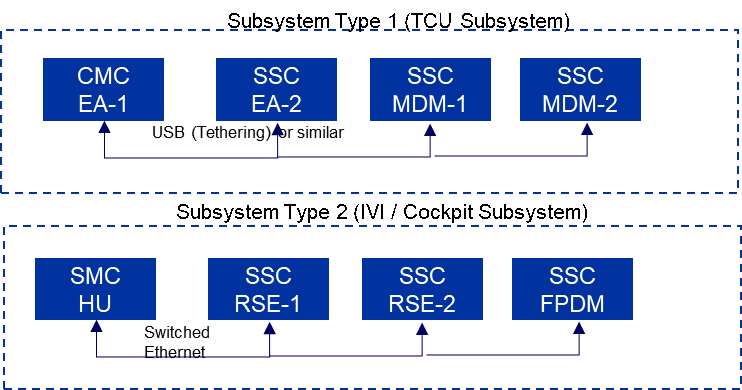 Subsystem Type 1 (TCU Subsystem)
CMC
EA-1
SSC
EA-2
SSC
MDM-1
SSC
MDM-2
USB (Tethering) or similar
Subsystem Type 2 (IVI / Cockpit Subsystem)
SMC
HU
SSC
RSE-1
SSC
RSE-2
SSC
FPDM
Switched
Ethernet